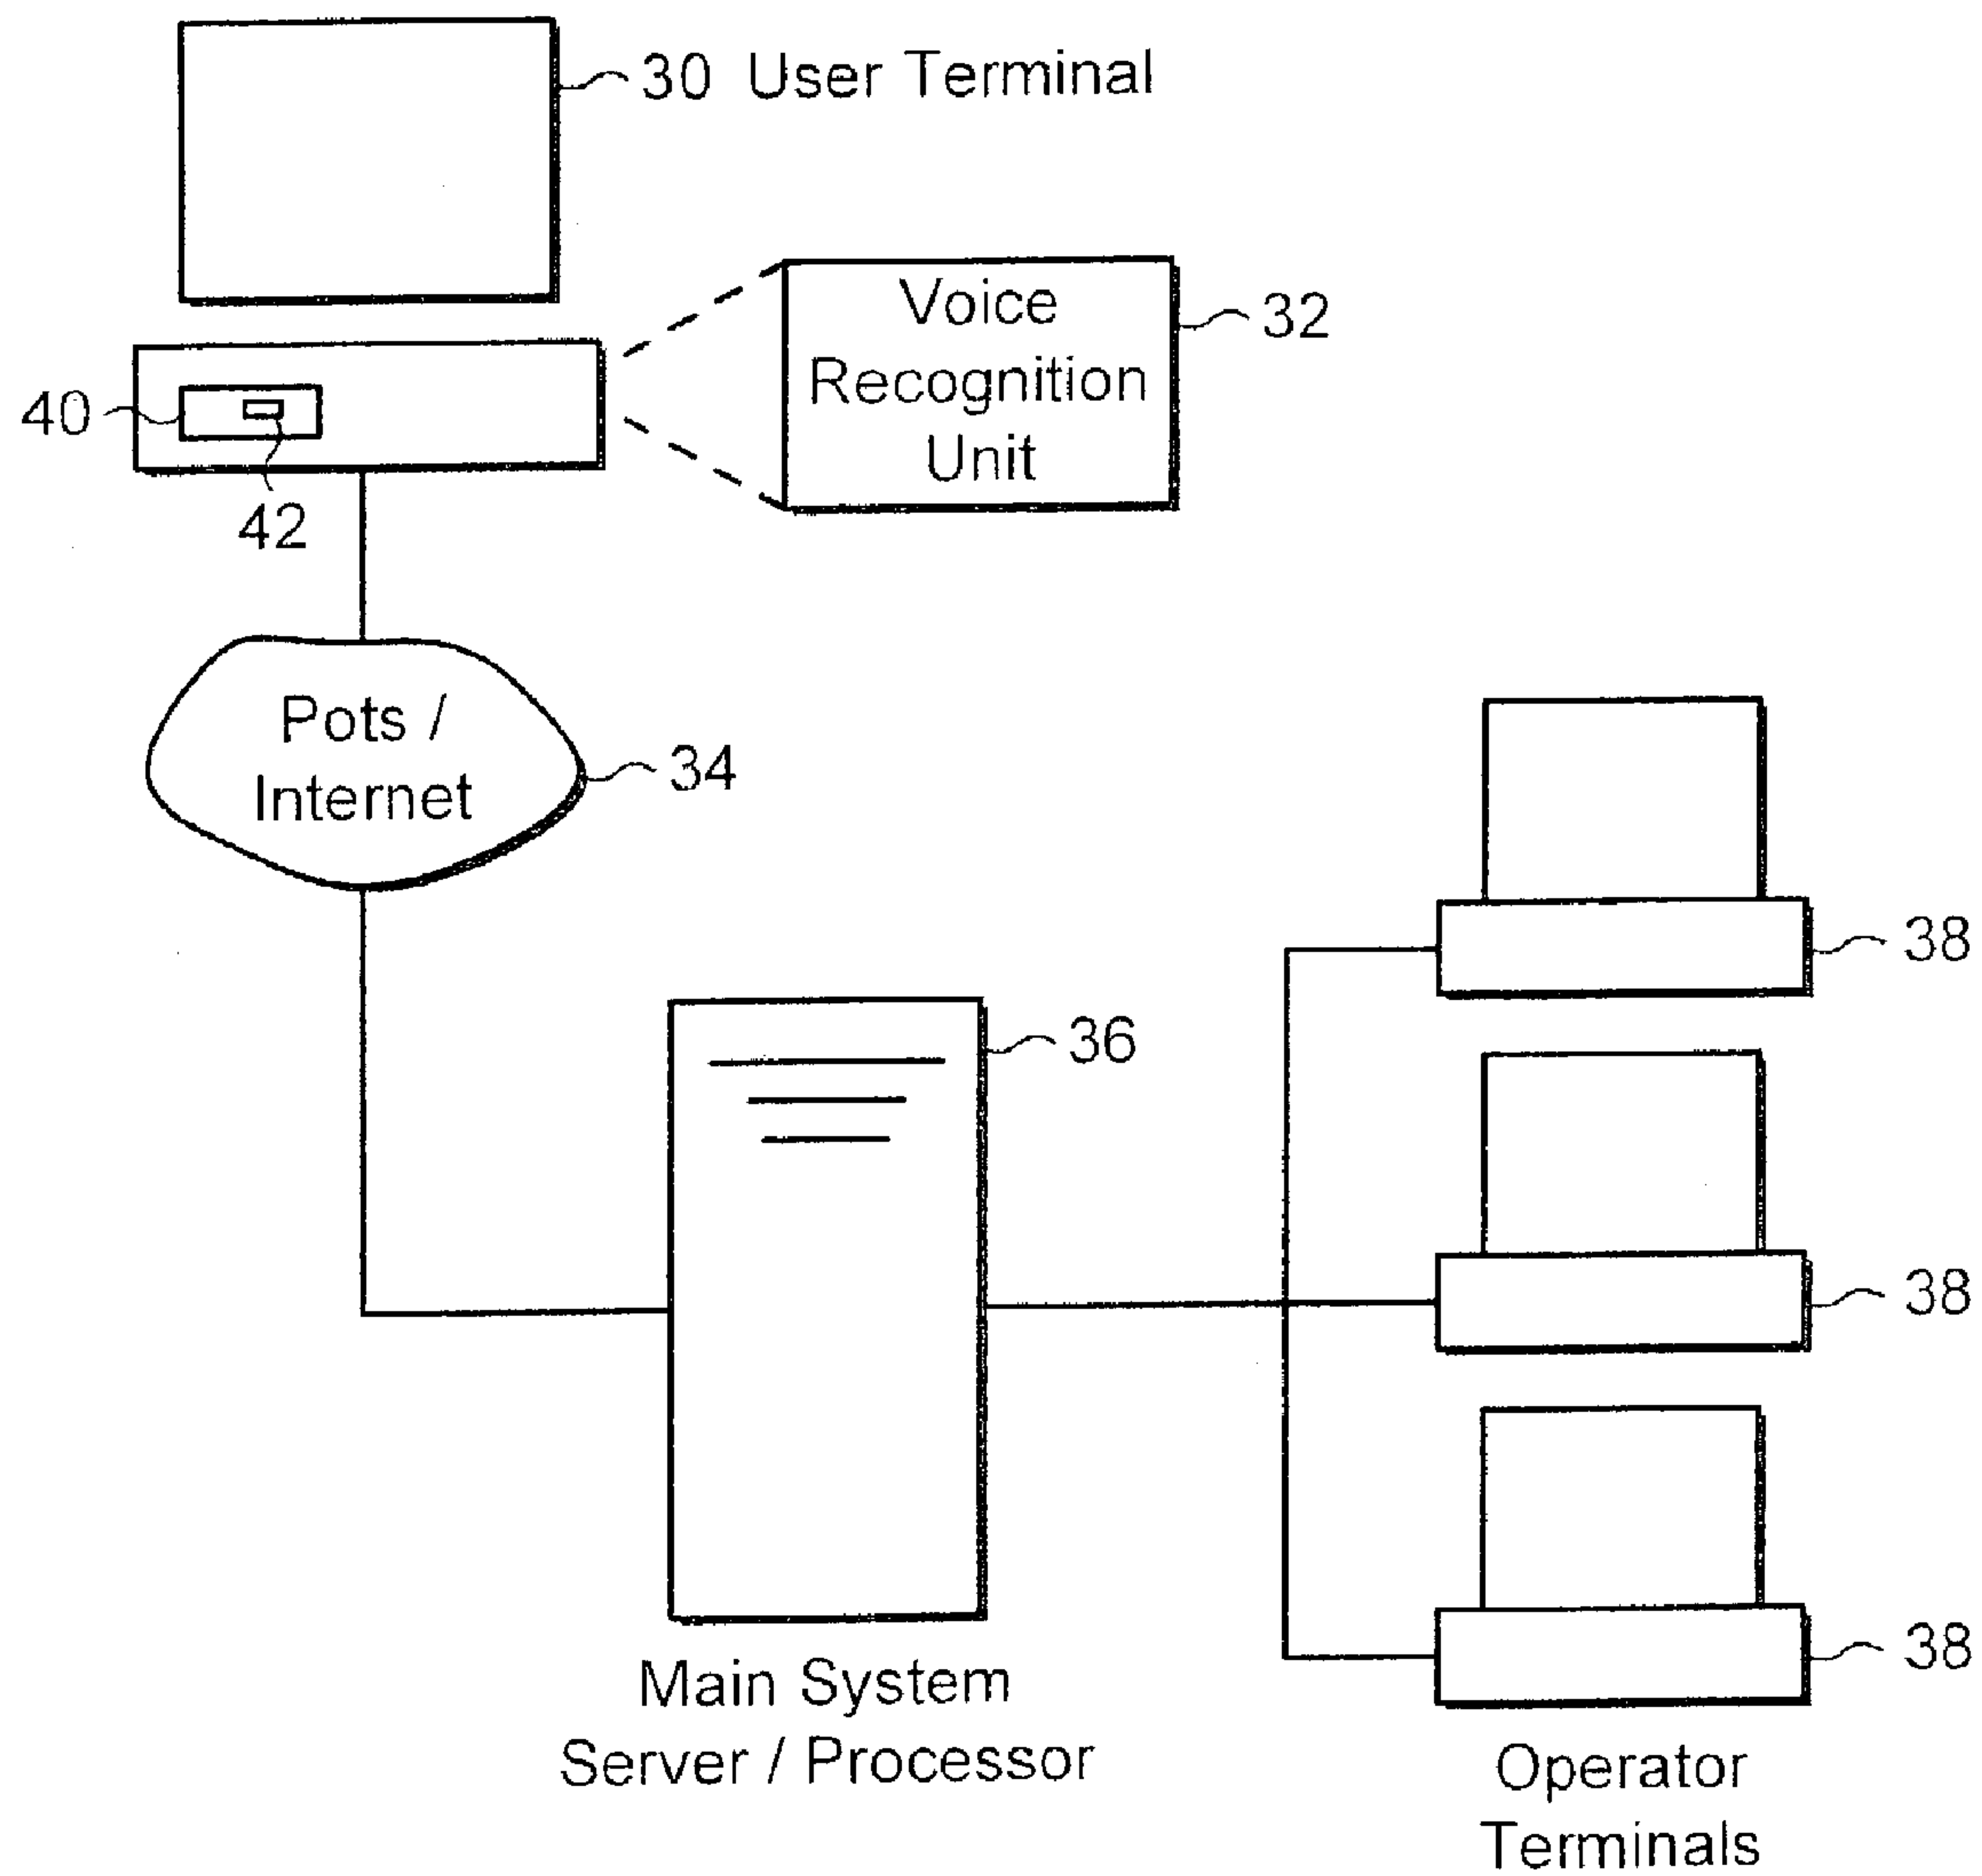 30 User Terminal
Voice
Recognition
Unit
32
40
42
Pots /
Internet
34
36
38
38
38
Main System
Server / Processor
Operator
Terminals